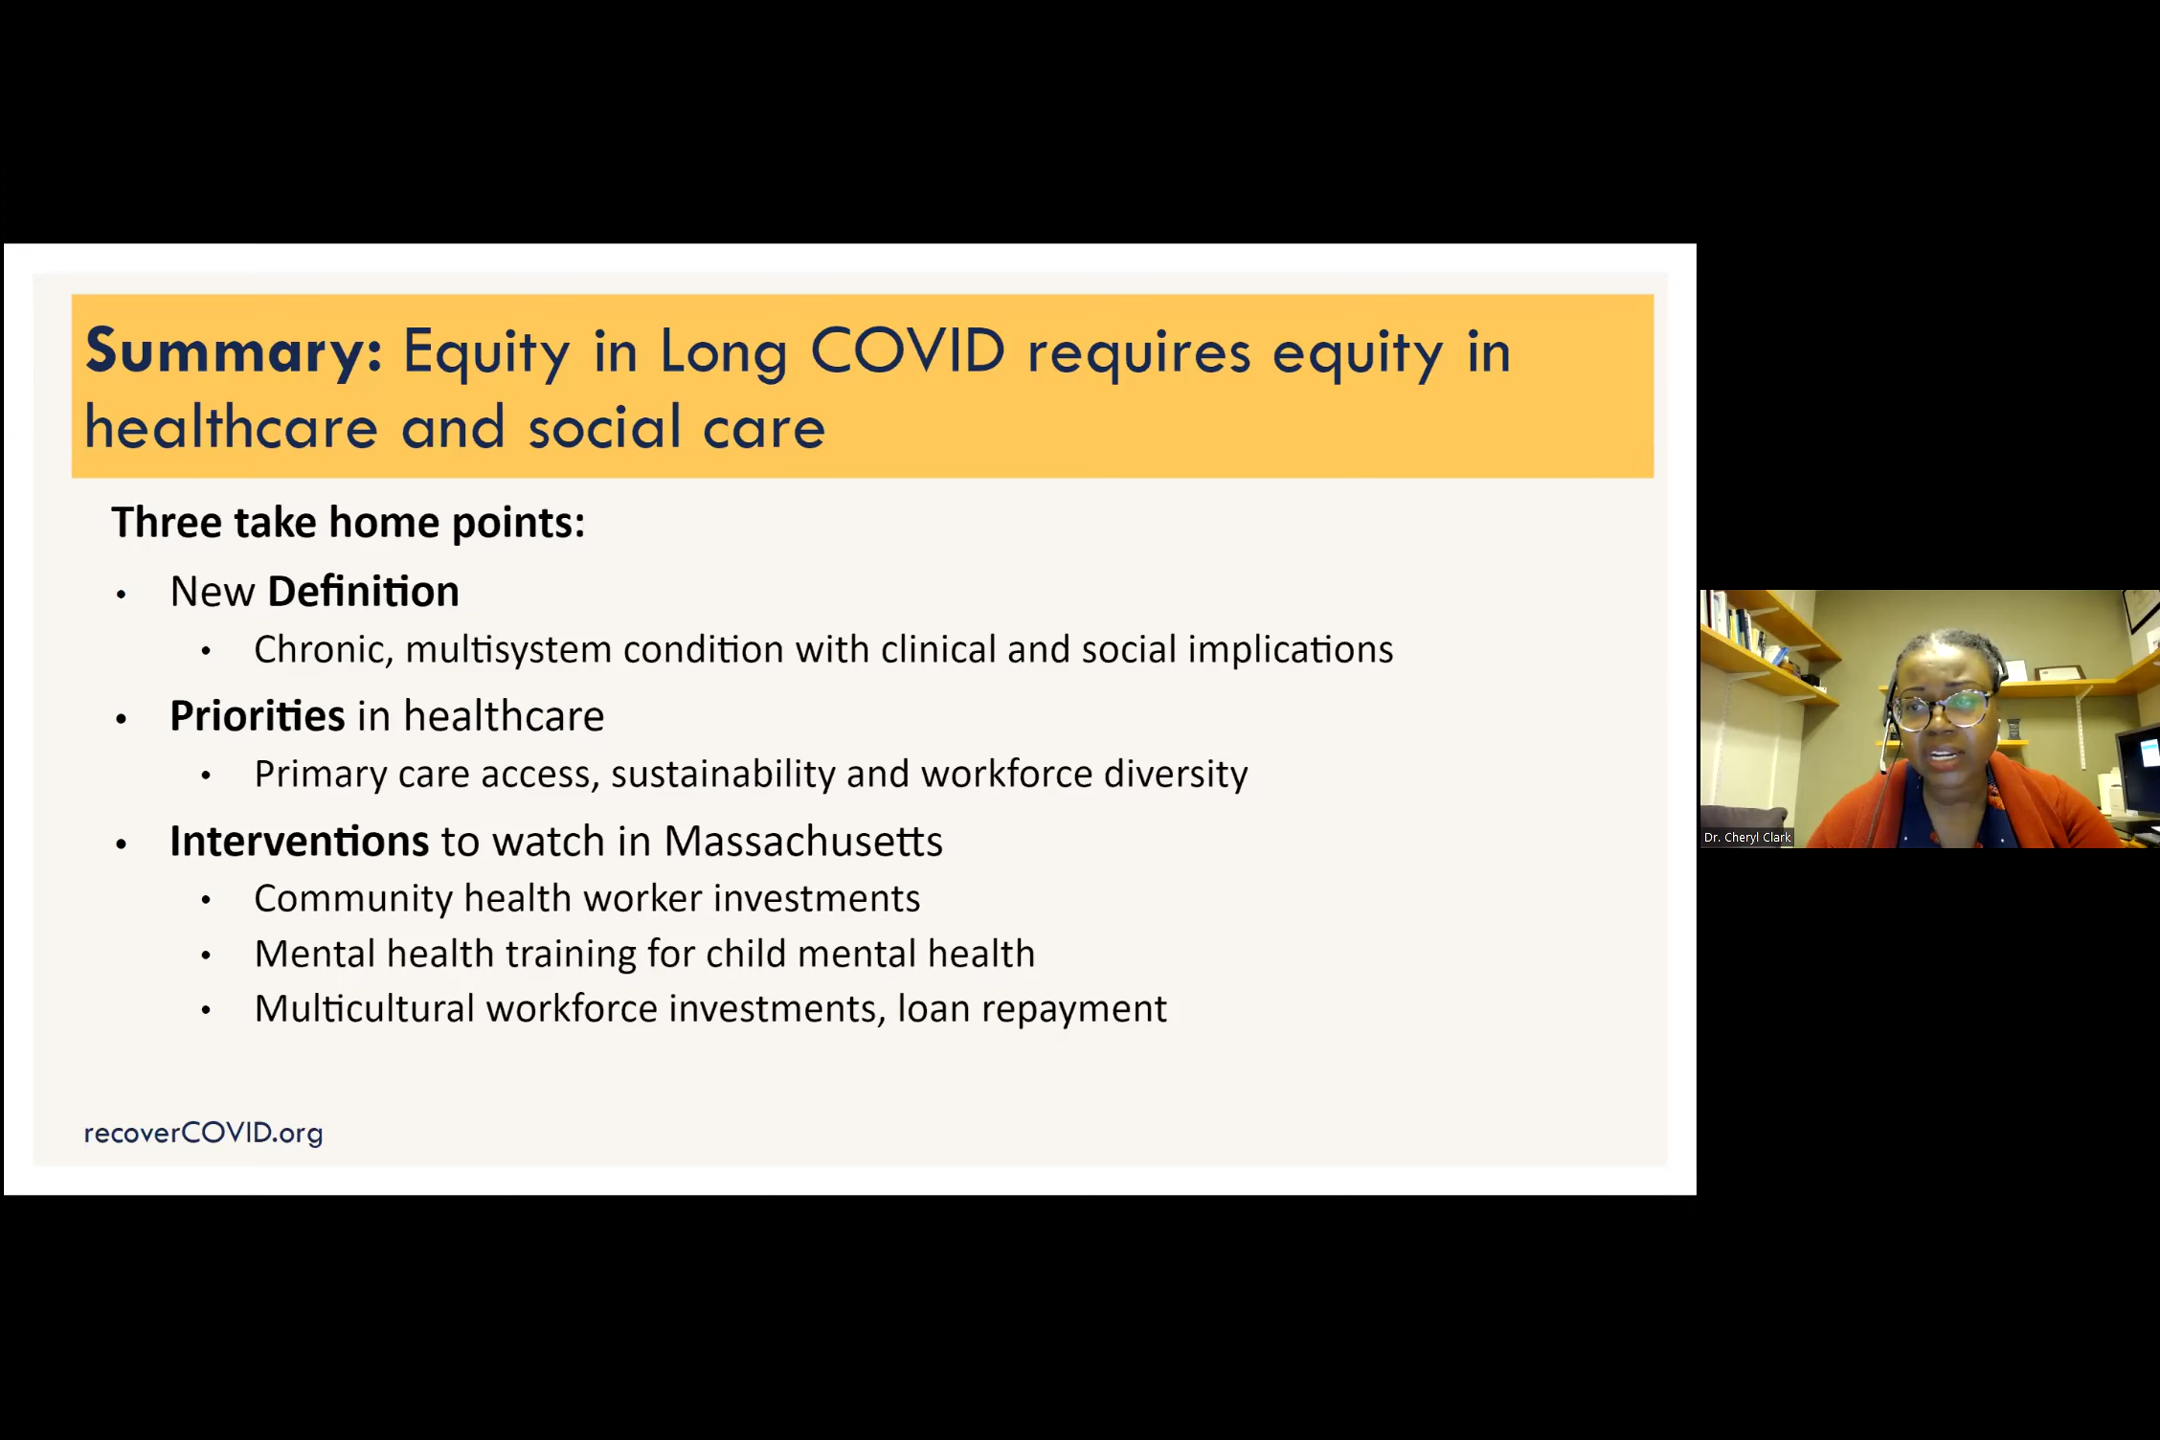 Summary: Equity in Long COVID requires equity in
healthcare and social care
Three take home points:
• New Definition
• Chronic, multisystem condition with clinical and social implications
• Priorities in healthcare
• Primary care access, sustainability and workforce diversity
• Interventions to watch in Massachusetts
• Community health worker investments
• Mental health training for child mental health
• Multicultural workforce investments, loan repayment
recoverCOVID.org
Dr. Cheryl Clark